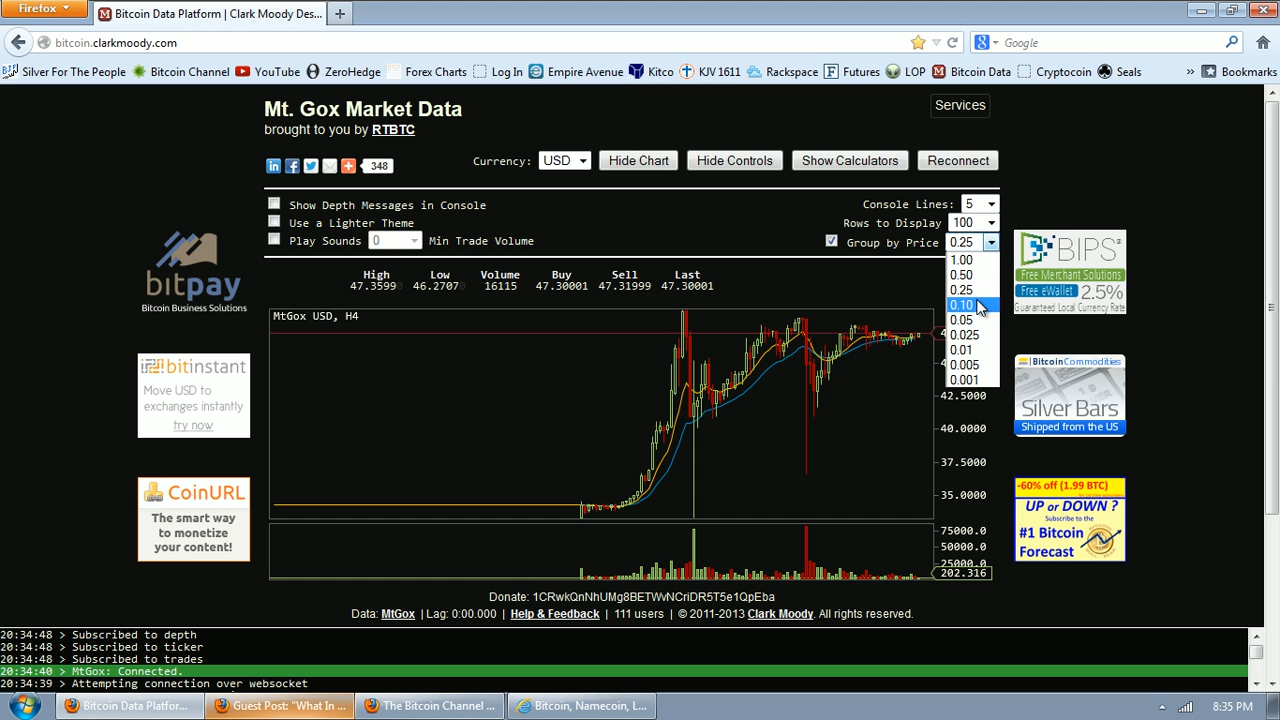 Firefox
Bitcoin Data Platform | Clark Moody Des...
bitcoin.clarkmoody.com
Google
Silver For The People
Bitcoin Channel
YouTube
ZeroHedge
Forex Charts
Log In
Empire Avenue
Kitco
KJV 1611
Rackspace
Futures
LOP
Bitcoin Data
Cryptocoin
Seals
»
Bookmarks
Mt. Gox Market Data
Services
brought to you by RTBTC
348
Currency: USD
Hide Chart
Hide Controls
Show Calculators
Reconnect
Show Depth Messages in Console
Console Lines: 5
Use a Lighter Theme
Rows to Display 100
Play Sounds 0 Min Trade Volume
Group by Price 0.25
1.00
0.50
0.25
0.10
0.05
0.025
0.01
0.005
0.001
High Low Volume Buy Sell Last
16115 47.30001 47.31999 47.30001
MtGox USD, H4
42.5000
40.0000
37.5000
35.0000
75000.0
50000.0
25000.0
202.316
bitpay
Bitcoin Business Solutions
bitinstant
Move USD to
exchanges instantly
try now
CoinURL
The smart way
to monetize
your content!
BIPS
Free Merchant Solutions
Free eWallet 2.5%
Guaranteed Local Currency Rate
BitcoinCommodities
Silver Bars
Shipped from the US
-60% off (1.99 BTC)
UP or DOWN ?
Subscribe to the
#1 Bitcoin
Forecast
Donate: 1CRwkQnNhUMg8BETWvNCriDR5T5e1QpEba
Data: MtGox | Lag: 0:00.000 | Help & Feedback | 111 users | © 2011-2013 Clark Moody. All rights reserved.
20:34:48 > Subscribed to depth
20:34:48 > Subscribed to ticker
20:34:48 > Subscribed to trades
20:34:40 > MtGox: Connected.
20:34:39 > Attempting connection over websocket
Bitcoin Data Platfor...
Guest Post: "What In ...
The Bitcoin Channel ...
Bitcoin, Namecoin, L...
8:35 PM